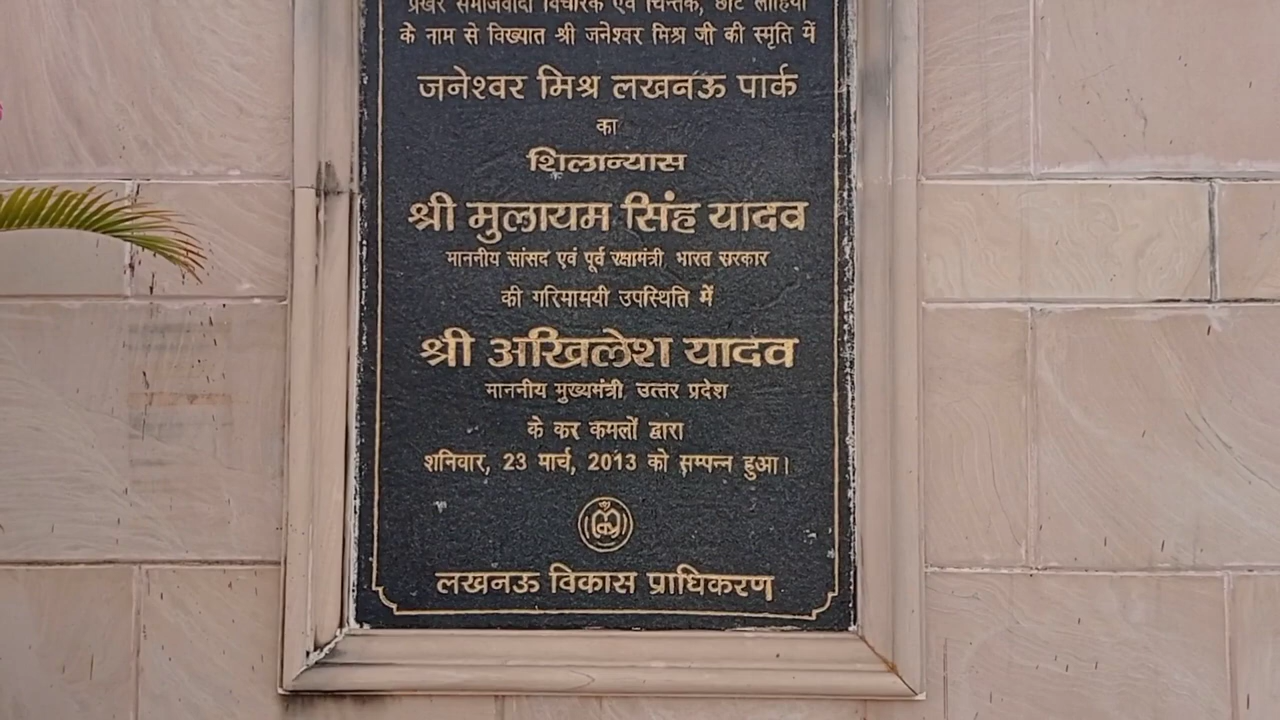 प्रखर समाजवादी विचारक एवं चिन्तक, छोटे लोहिया
के नाम से विख्यात श्री जनेश्वर मिश्र जी की स्मृति में
जनेश्वर मिश्र लखनऊ पार्क
का
शिलान्यास
श्री मुलायम सिंह यादव
माननीय सांसद एवं पूर्व रक्षामंत्री भारत सरकार
की गरिमामयी उपस्थिति में
श्री अखिलेश यादव
माननीय मुख्यमंत्री उत्तर प्रदेश
के कर कमलों द्वारा
शनिवार, 23 मार्च, 2013 को सम्पन्न हुआ।
लखनऊ विकास प्राधिकरण